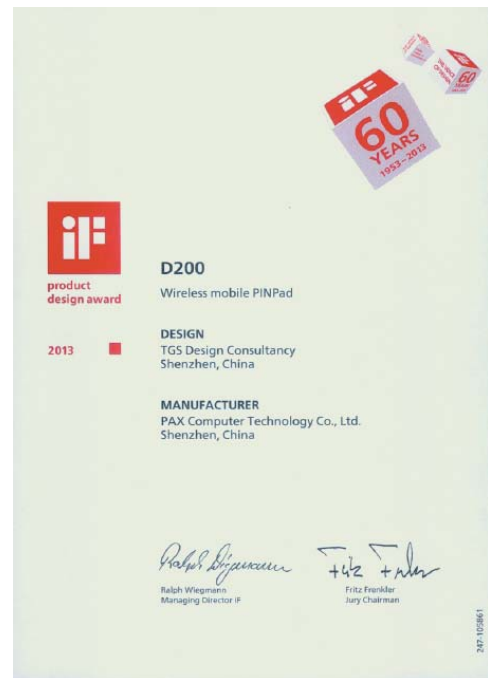 iF
60
YEARS
1953–2013
60
iF
product
design award
2013
D200
Wireless mobile PINPad
DESIGN
TGS Design Consultancy
Shenzhen, China
MANUFACTURER
PAX Computer Technology Co., Ltd.
Shenzhen, China
Ralph Wiegmann
Managing Director iF
Fritz Frenkler
Jury Chairman
247-105861